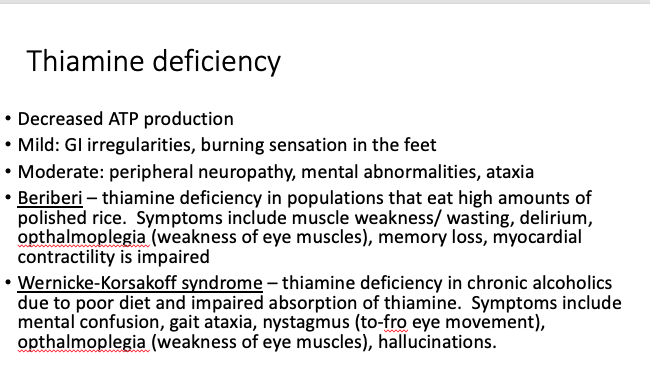 Thiamine deficiency
• Decreased ATP production
• Mild: GI irregularities, burning sensation in the feet
• Moderate: peripheral neuropathy, mental abnormalities, ataxia
• Beriberi – thiamine deficiency in populations that eat high amounts of
polished rice.  Symptoms include muscle weakness/ wasting, delirium,
opthalmoplegia (weakness of eye muscles), memory loss, myocardial
contractility is impaired
• Wernicke-Korsakoff syndrome – thiamine deficiency in chronic alcoholics
due to poor diet and impaired absorption of thiamine.  Symptoms include
mental confusion, gait ataxia, nystagmus (to-fro eye movement),
opthalmoplegia (weakness of eye muscles), hallucinations.